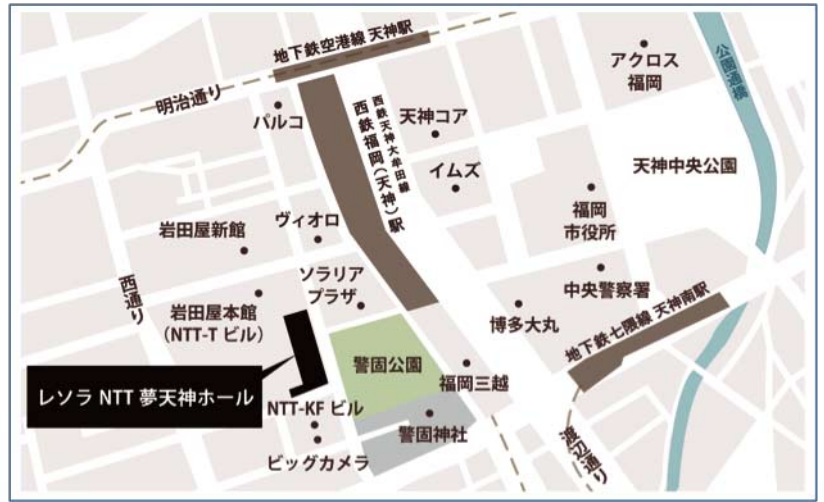 地下鉄空港線 天神駅
アクロス
福岡
公園通横
明治通り
パルコ
天神コア
西鉄天神大牟田線
西鉄福岡(天神)駅
イムズ
天神中央公園
福岡
市役所
ヴィオロ
岩田屋新館
西通り
ソラリア
プラザ
中央警察署
岩田屋本館
(NTT-T ビル)
博多大丸
地下鉄七隈線 天神南駅
警固公園
福岡三越
レソラ NTT 夢天神ホール
NTT-KF ビル
警固神社
渡辺通り
ビッグカメラ